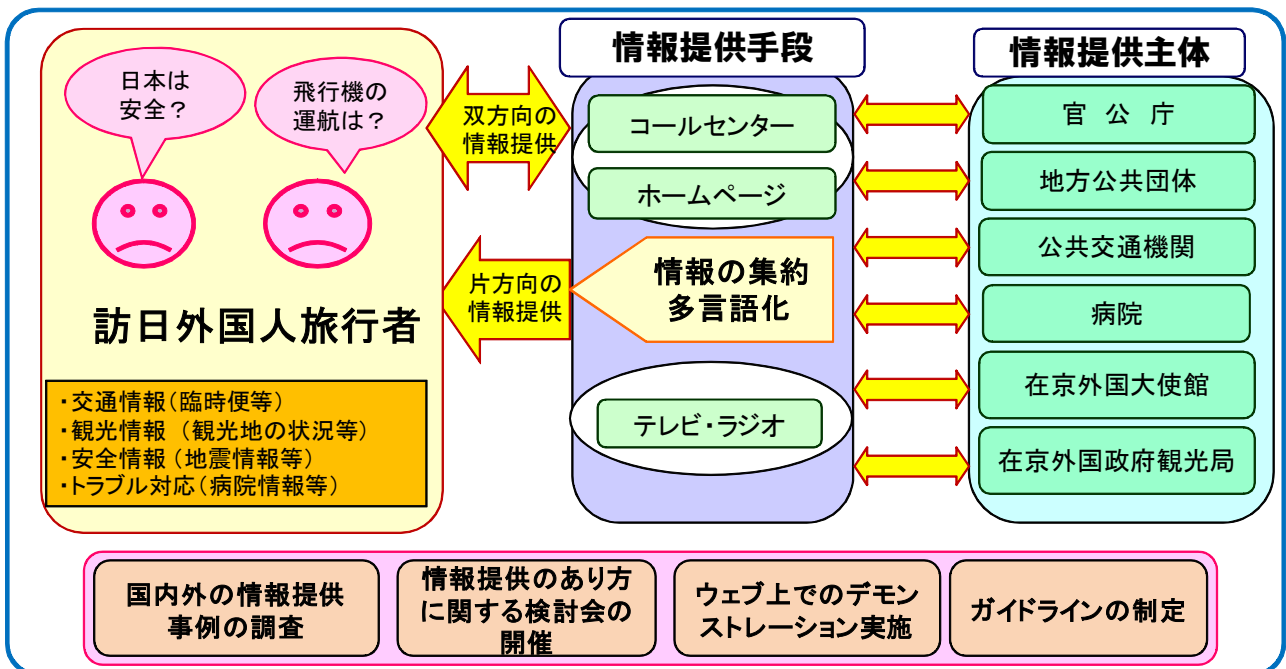 日本は
安全？
飛行機の
運航は？
訪日外国人旅行者
・交通情報（臨時便等）
・観光情報 （観光地の状況等）
・安全情報（地震情報等）
・トラブル対応（病院情報等）
双方向の
情報提供
片方向の
情報提供
情報提供手段
コールセンター
ホームページ
情報の集約
多言語化
テレビ・ラジオ
情報提供主体
官 公 庁
地方公共団体
公共交通機関
病院
在京外国大使館
在京外国政府観光局
国内外の情報提供
事例の調査
情報提供のあり方
に関する検討会の
開催
ウェブ上でのデモン
ストレーション実施
ガイドラインの制定